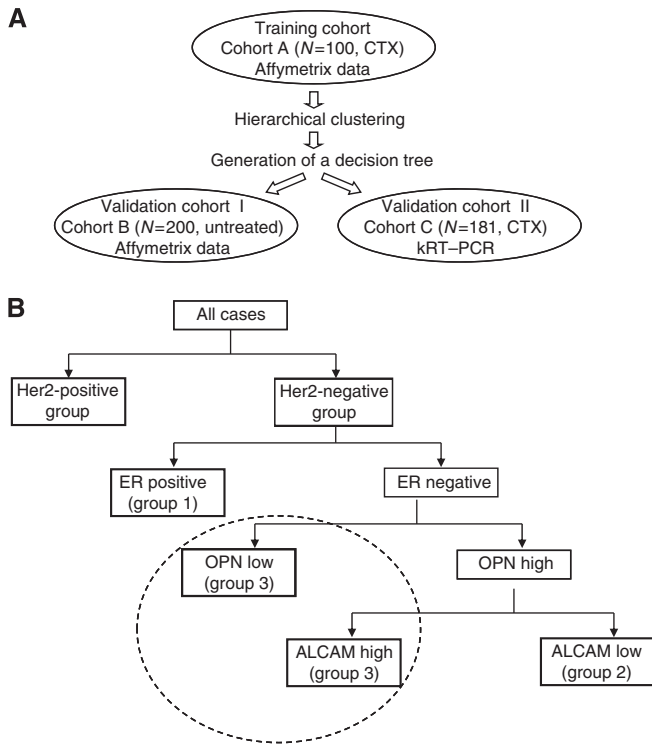 A
Training cohort
Cohort A (N=100, CTX)
Affymetrix data
Hierarchical clustering
Generation of a decision tree
Validation cohort I
Cohort B (N=200, untreated)
Affymetrix data
Validation cohort II
Cohort C (N=181, CTX)
kRT–PCR
B
All cases
Her2-positive
group
Her2-negative
group
ER positive
(group 1)
ER negative
OPN low
(group 3)
OPN high
ALCAM high
(group 3)
ALCAM low
(group 2)